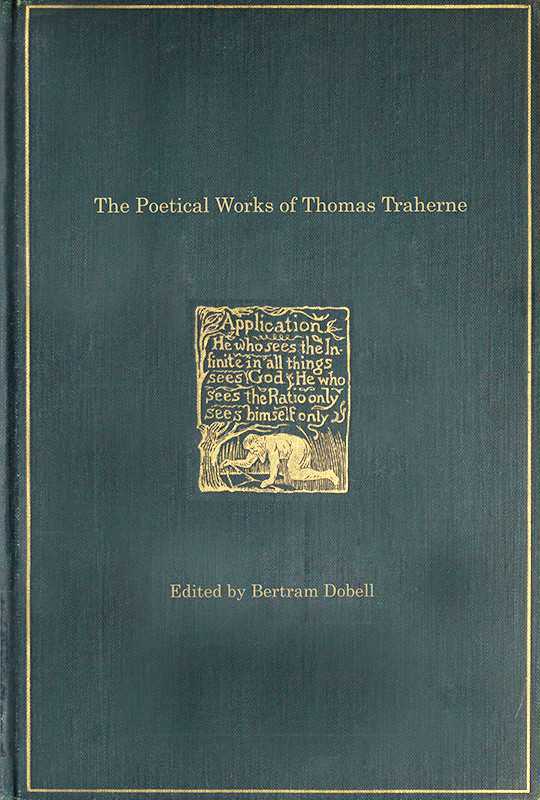 The Poetical Works of Thomas Traherne
Application
He who sees the In-
finite in all things
sees God. He who
sees the Ratio only
sees himself only
Edited by Bertram Dobell